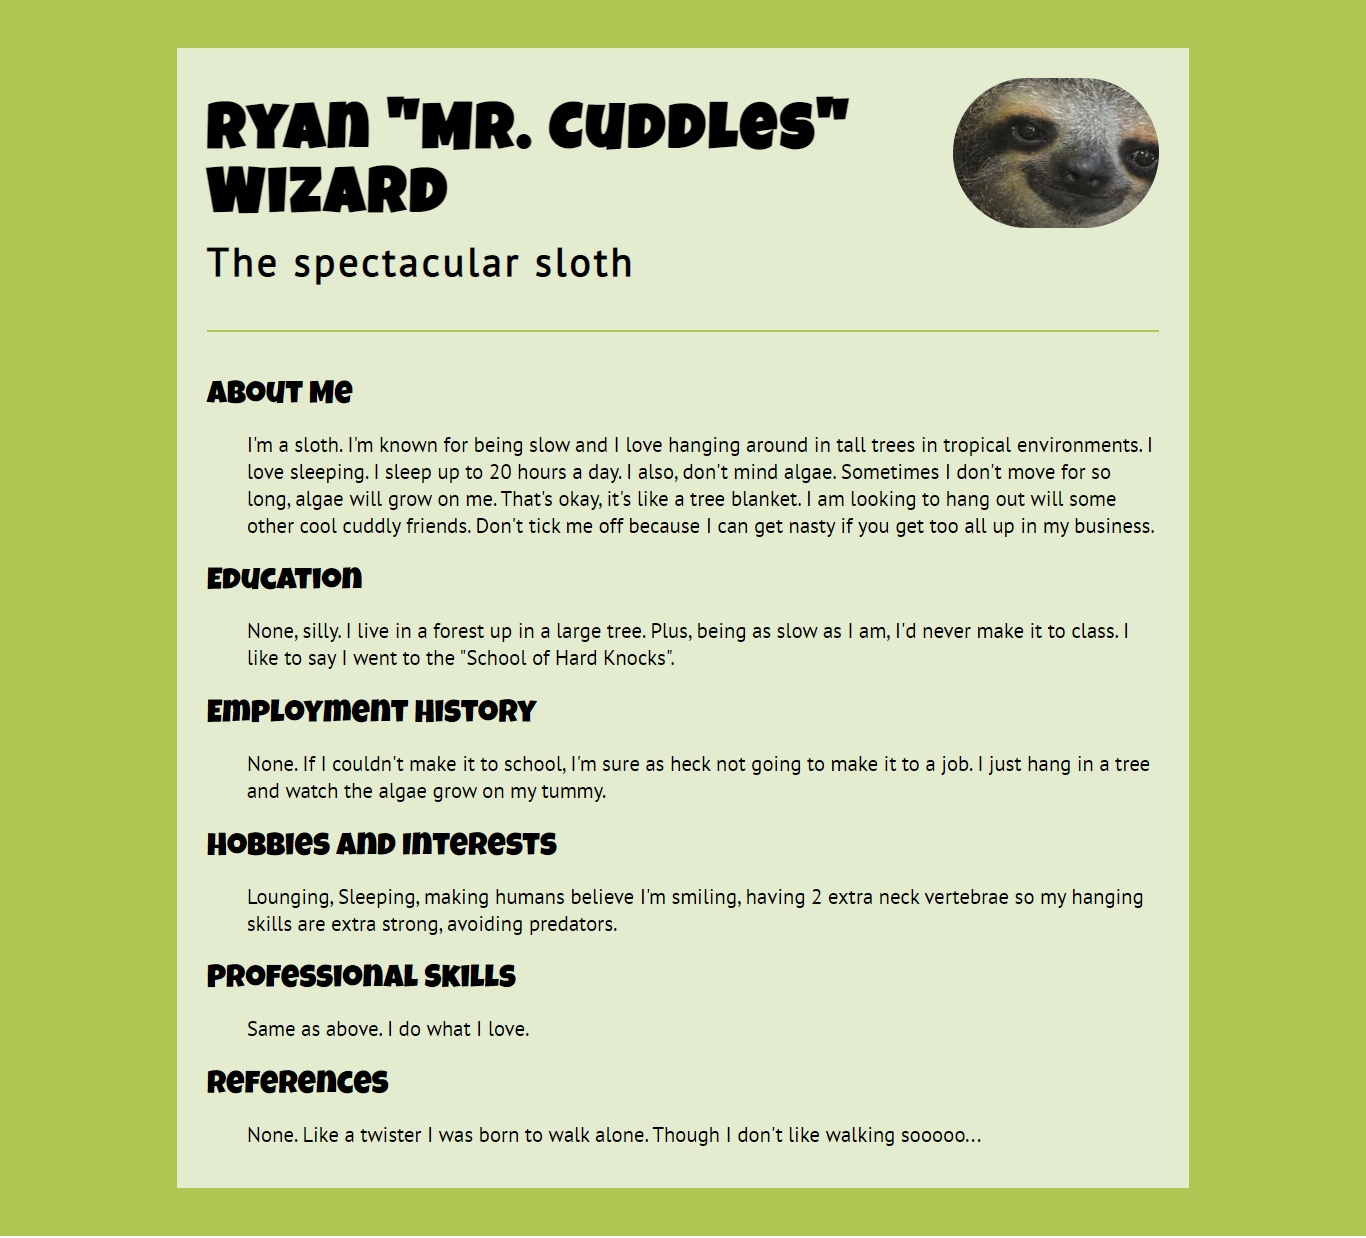 Ryan "Mr. Cuddles"
Wizard
The spectacular sloth
About Me
I'm a sloth. I'm known for being slow and I love hanging around in tall trees in tropical environments. I
love sleeping. I sleep up to 20 hours a day. I also, don't mind algae. Sometimes I don't move for so
long, algae will grow on me. That's okay, it's like a tree blanket. I am looking to hang out will some
other cool cuddly friends. Don't tick me off because I can get nasty if you get too all up in my business.
Education
None, silly. I live in a forest up in a large tree. Plus, being as slow as I am, I'd never make it to class. I
like to say I went to the "School of Hard Knocks".
Employment History
None. If I couldn't make it to school, I'm sure as heck not going to make it to a job. I just hang in a tree
and watch the algae grow on my tummy.
Hobbies and Interests
Lounging, Sleeping, making humans believe I'm smiling, having 2 extra neck vertebrae so my hanging
skills are extra strong, avoiding predators.
Professional Skills
Same as above. I do what I love.
References
None. Like a twister I was born to walk alone. Though I don't like walking sooooo...